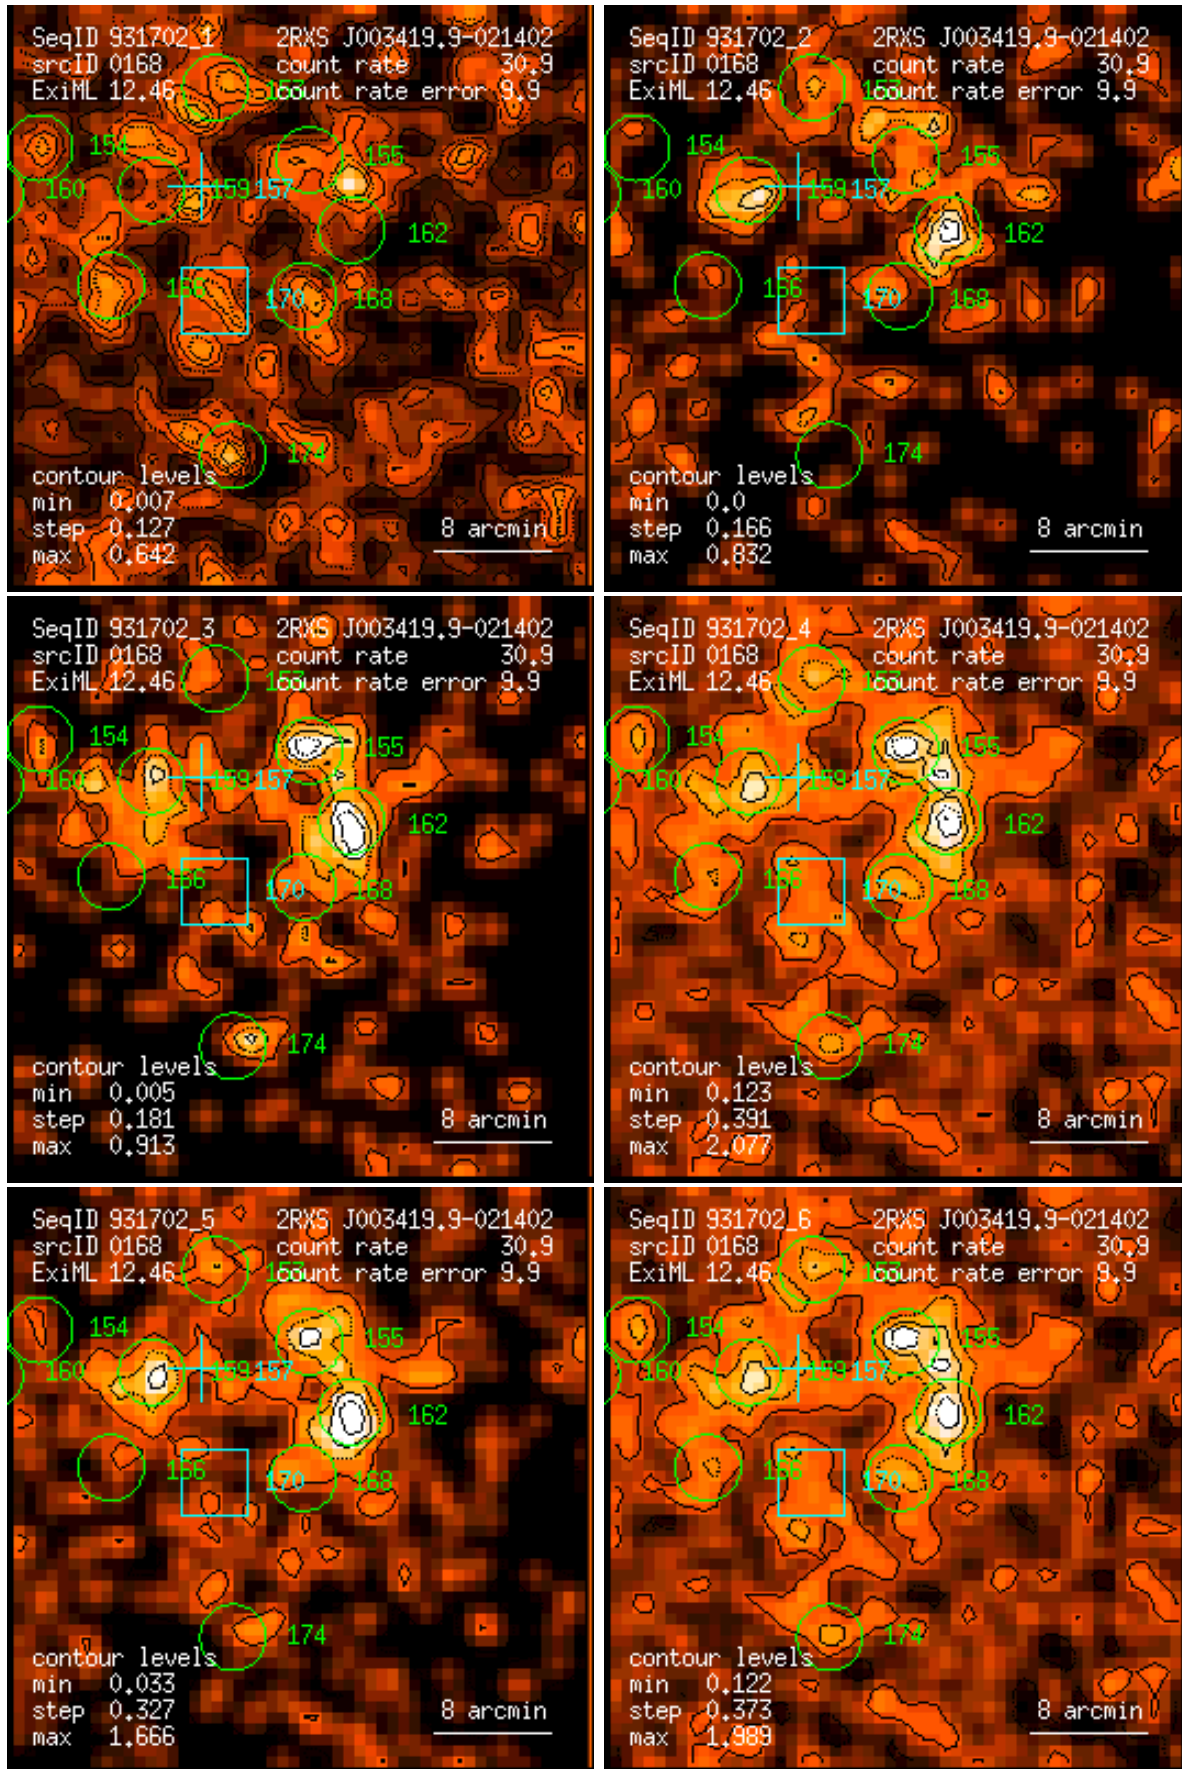 SeqID 931702_1 2RXS J003419.9-021402
srcID 0168 count rate 30.9
ExiML 12.46 153 count rate error 9.9
154 155
160 159 157
162
156 170 168
174
contour levels
min 0.007
step 0.127 8 arcmin
max 0.642
SeqID 931702_2 2RXS J003419.9-021402
srcID 0168 count rate 30.9
ExiML 12.46 153 count rate error 9.9
154 155
160 159 157
162
166 170 168
174
contour levels
min 0.0
step 0.166 8 arcmin
max 0.832
SeqID 931702_3 2RXS J003419.9-021402
srcID 0168 count rate 30.9
ExiML 12.46 153 count rate error 9.9
154 155
160 159 157
162
166 170 168
174
contour levels
min 0.005
step 0.181 8 arcmin
max 0.913
SeqID 931702_4 2RXS J003419.9-021402
srcID 0168 count rate 30.9
ExiML 12.46 153 count rate error 9.9
154 155
160 159 157
162
166 170 168
174
contour levels
min 0.123
step 0.391 8 arcmin
max 2.077
SeqID 931702_5 2RXS J003419.9-021402
srcID 0168 count rate 30.9
ExiML 12.46 153 count rate error 9.9
154 155
160 159 157
162
166 170 168
174
contour levels
min 0.033
step 0.327 8 arcmin
max 1.666
SeqID 931702_6 2RXS J003419.9-021402
srcID 0168 count rate 30.9
ExiML 12.46 153 count rate error 9.9
154 155
160 159 157
162
166 170 168
174
contour levels
min 0.122
step 0.373 8 arcmin
max 1.989